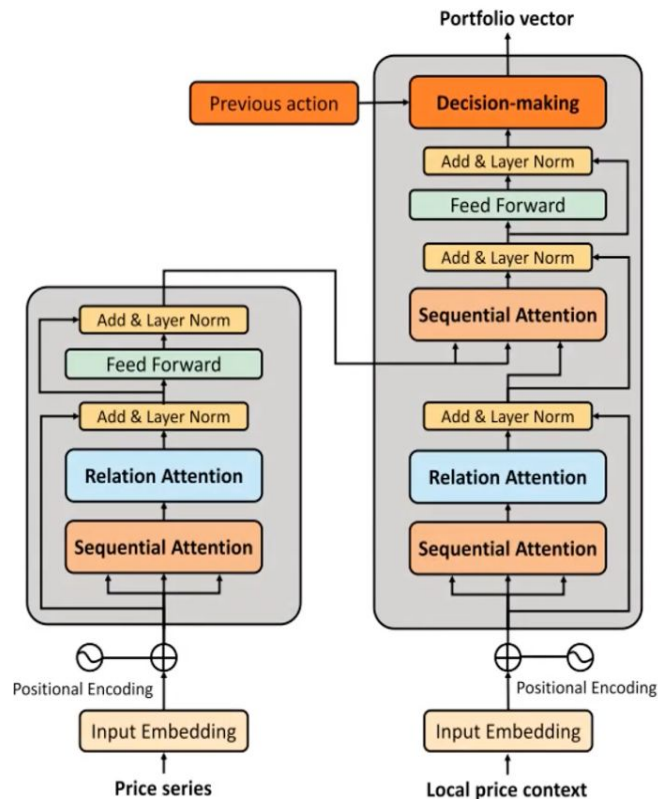 Portfolio vector
Previous action
Decision-making
Add & Layer Norm
Feed Forward
Add & Layer Norm
Sequential Attention
Add & Layer Norm
Relation Attention
Sequential Attention
Positional Encoding
Input Embedding
Local price context
Add & Layer Norm
Feed Forward
Add & Layer Norm
Relation Attention
Sequential Attention
Positional Encoding
Input Embedding
Price series